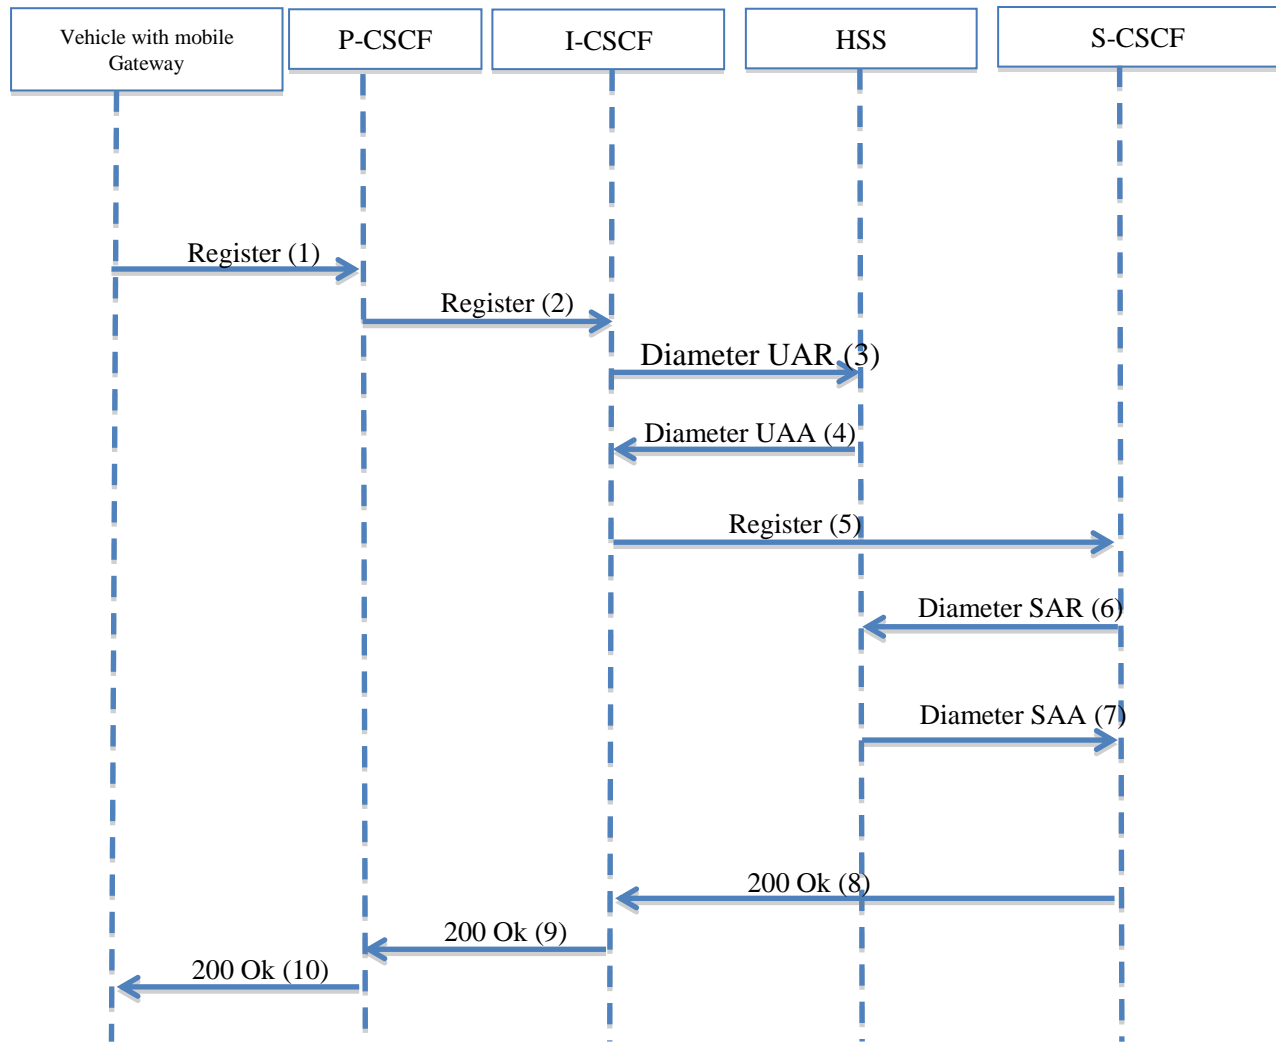 Vehicle with mobile
Gateway
P-CSCF
I-CSCF
HSS
S-CSCF
Register (1)
Register (2)
Diameter UAR (3)
Diameter UAA (4)
Register (5)
Diameter SAR (6)
Diameter SAA (7)
200 Ok (8)
200 Ok (9)
200 Ok (10)